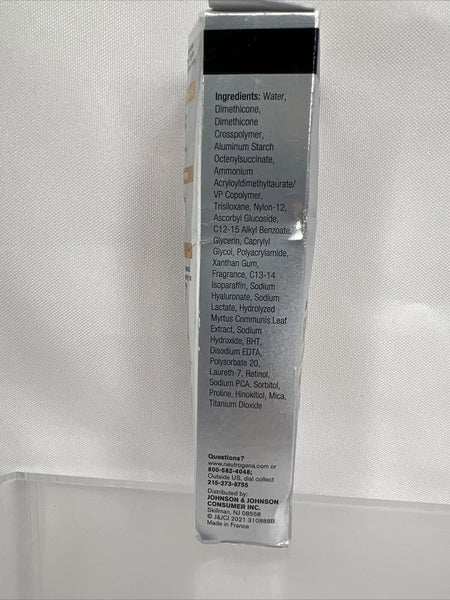 Ingredients: Water,
Dimethicone,
Dimethicone
Crosspolymer,
Aluminum Starch
Octenylsuccinate,
Ammonium
Acryloyldimethyltaurate/
VP Copolymer,
Trisiloxane, Nylon-12,
Ascorbyl Glucoside,
C12-15 Alkyl Benzoate,
Glycerin, Caprylyl
Glycol, Polyacrylamide,
Xanthan Gum,
Fragrance, C13-14
Isoparaffin, Sodium
Hyaluronate, Sodium
Lactate, Hydrolyzed
Myrtus Communis Leaf
Extract, Sodium
Hydroxide, BHT,
Disodium EDTA,
Polysorbate 20,
Laureth-7, Retinol,
Sodium PCA, Sorbitol,
Proline, Hinokitiol, Mica,
Titanium Dioxide
Questions?
www.neutrogena.com or
800-582-4048;
Outside US, dial collect
215-273-8755
Distributed by:
JOHNSON & JOHNSON
CONSUMER INC.
Skillman, NJ 08558
© J&JCI 2021 310888B
Made in France